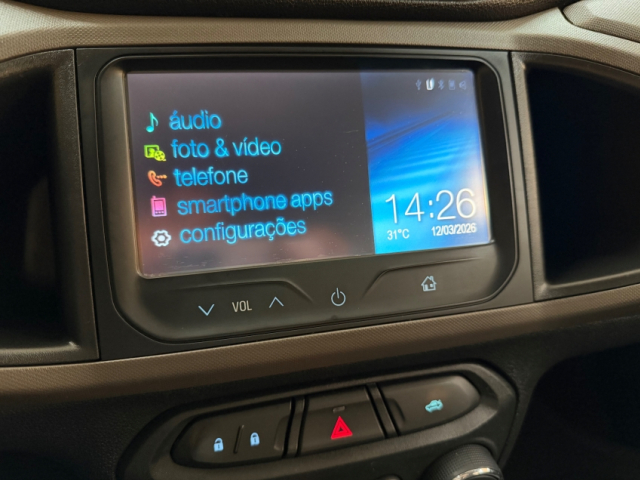 áudio
foto & vídeo
telefone
smartphone apps
configurações
14:26
31°C 12/03/2026
VOL